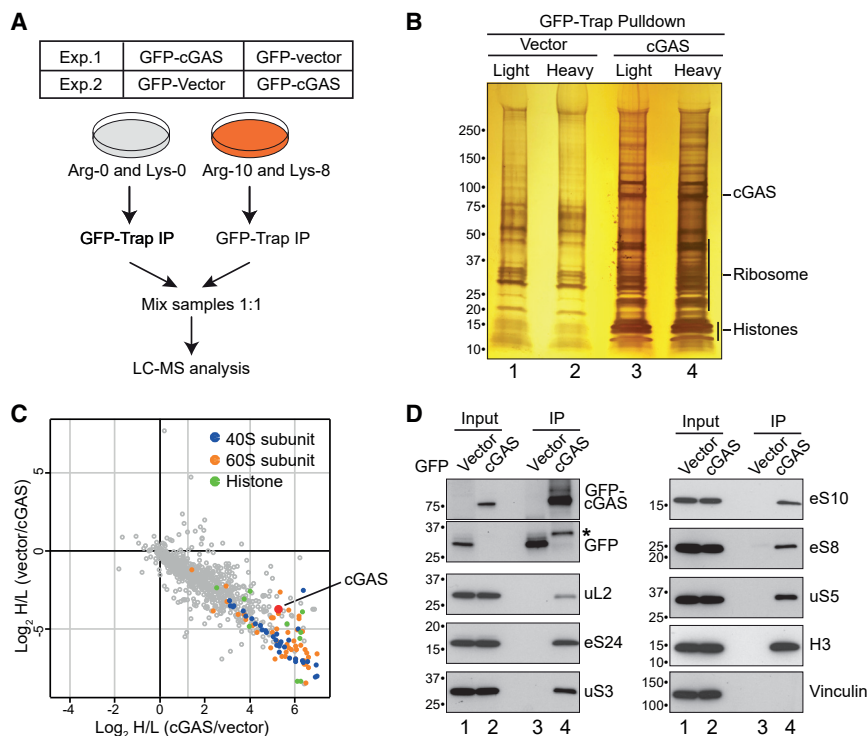 A
Exp.1 GFP-cGAS GFP-vector
Exp.2 GFP-Vector GFP-cGAS
Arg-0 and Lys-0 Arg-10 and Lys-8
GFP-Trap IP GFP-Trap IP
Mix samples 1:1
LC-MS analysis
B
GFP-Trap Pulldown
Vector cGAS
Light Heavy Light Heavy
250
150
100
75
50
37
25
20
15
10
cGAS
Ribosome
Histones
1 2 3 4
C
40S subunit
60S subunit
Histone
cGAS
5
0
-5
Log2 H/L (vector/cGAS)
-4 -2 0 2 4 6
Log2 H/L (cGAS/vector)
D
Input IP
GFP Vector cGAS Vector cGAS
75 GFP-cGAS
37
25 * GFP
37
25 uL2
20
15 eS24
37
25 uS3
1 2 3 4
Input IP
Vector cGAS Vector cGAS
15 eS10
25
20 eS8
37
25 uS5
15
10 H3
150
100 Vinculin
1 2 3 4